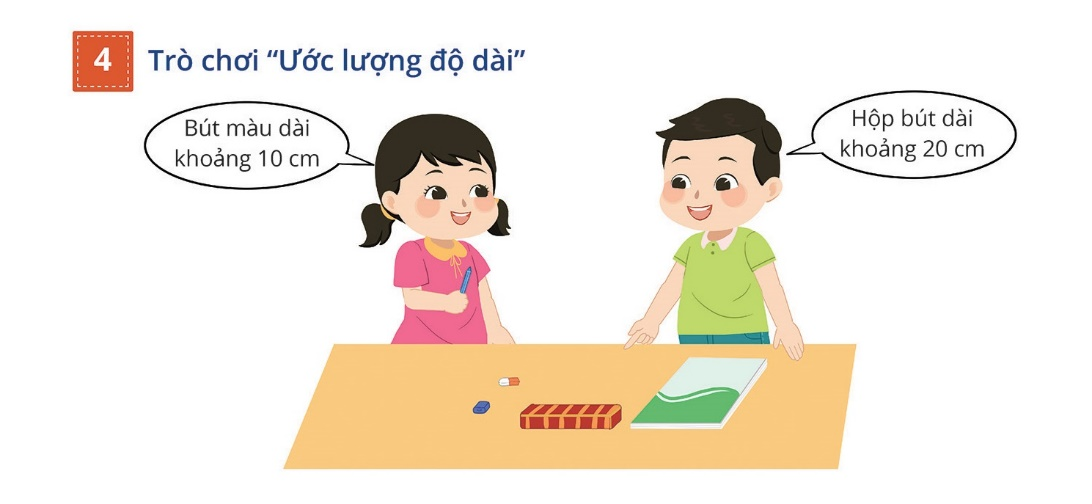 4 Trò chơi “Ước lượng độ dài”
Bút màu dài
khoảng 10 cm
Hộp bút dài
khoảng 20 cm